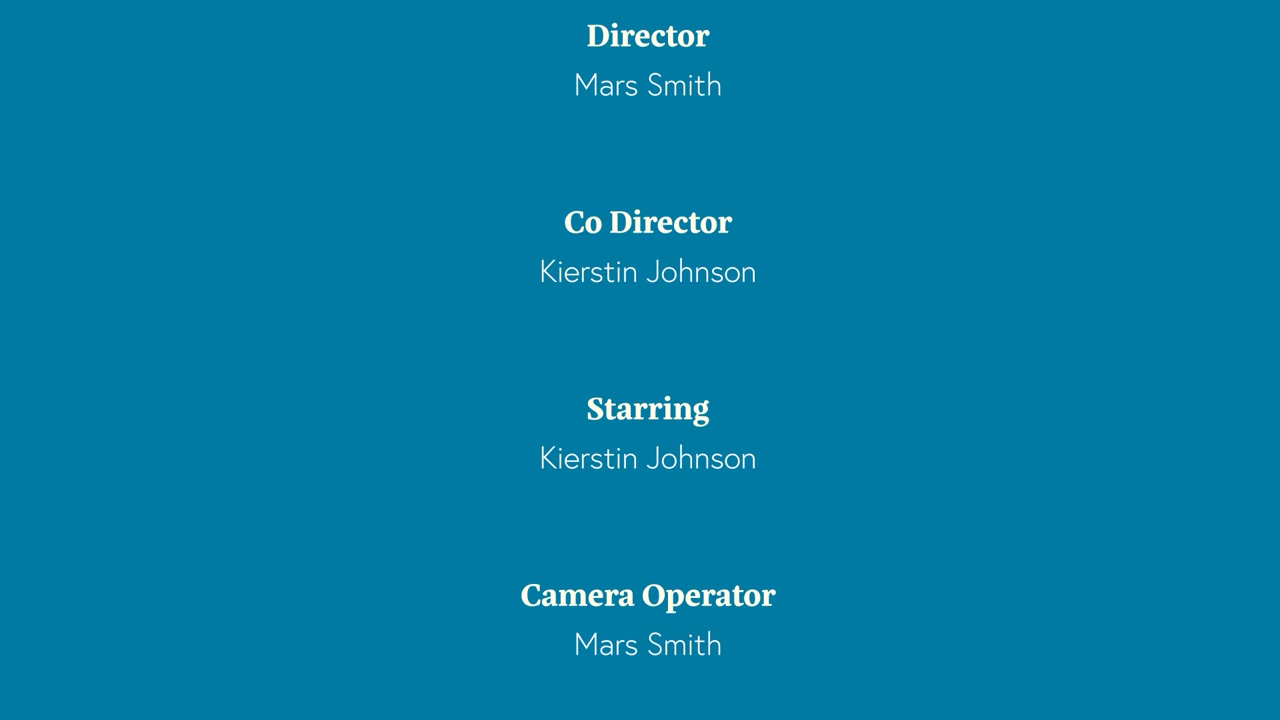 Director
Mars Smith
Co Director
Kierstin Johnson
Starring
Kierstin Johnson
Camera Operator
Mars Smith